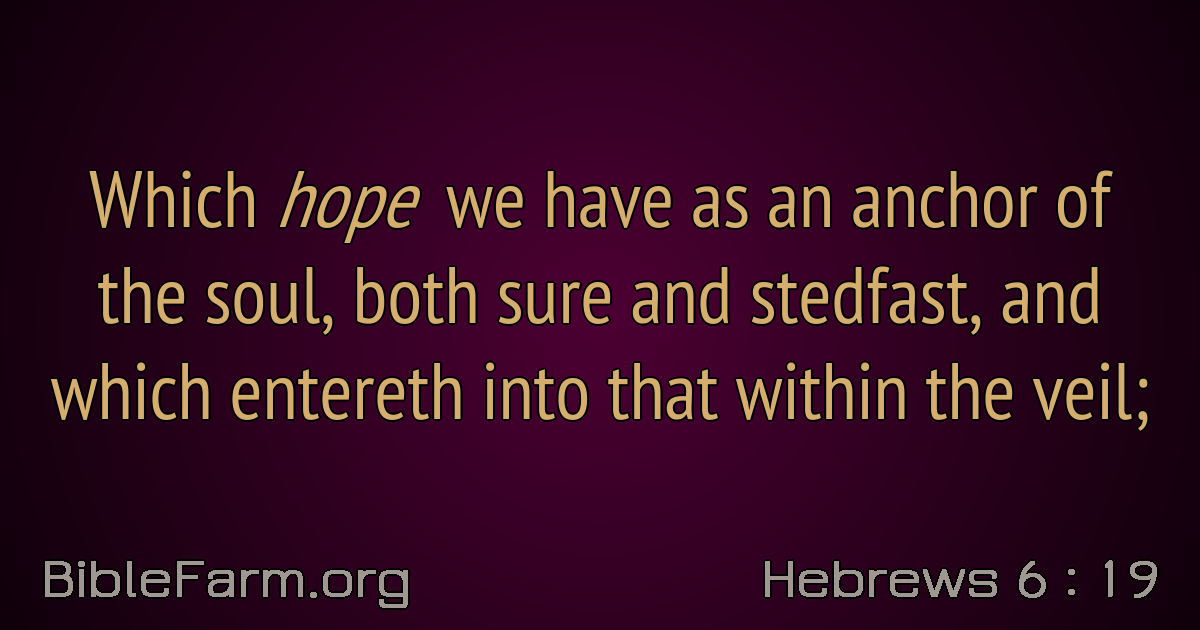 Which hope we have as an anchor of
the soul, both sure and stedfast, and
which entereth into that within the veil;
BibleFarm.org
Hebrews 6 : 19